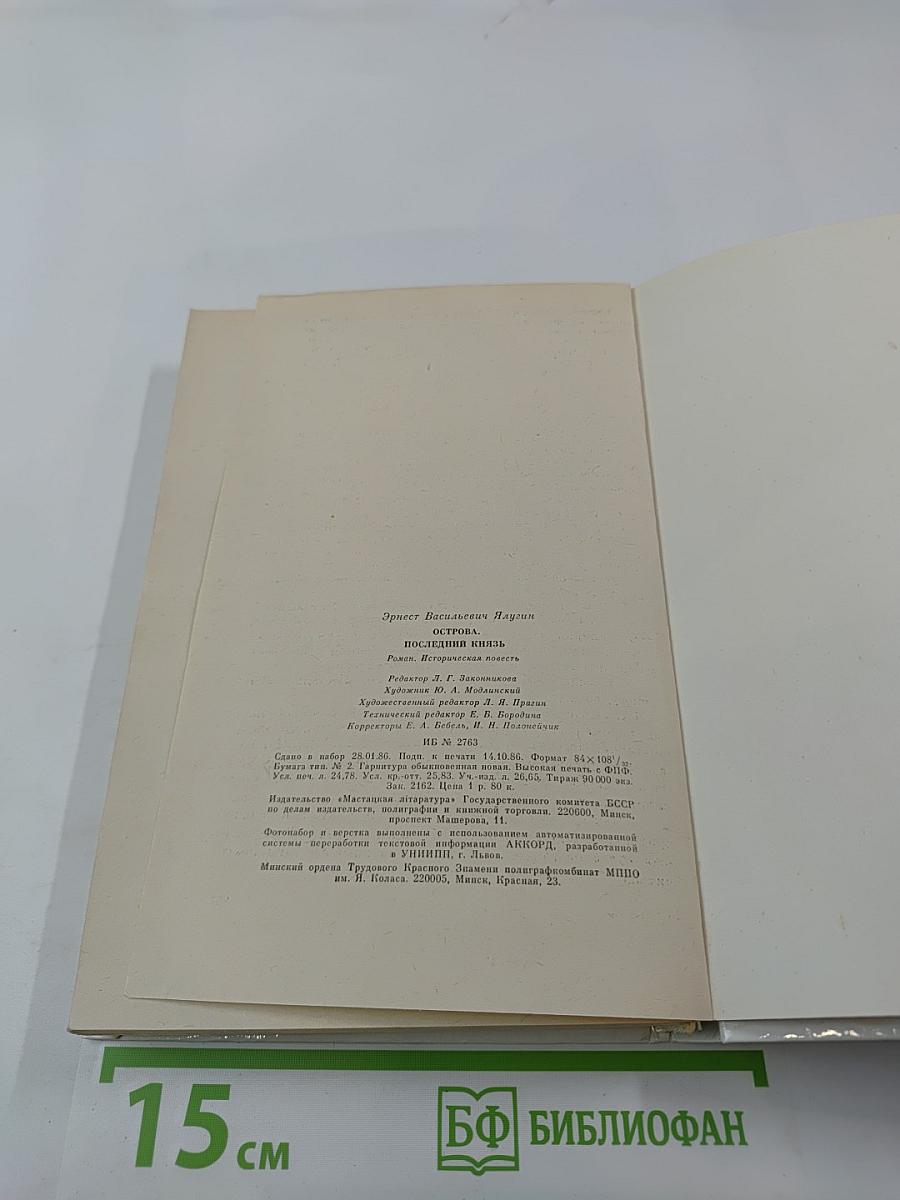 Эрнест Васильевич Ялугин
ОСТРОВА.
ПОСЛЕДНИЙ КНЯЗЬ
Роман. Историческая повесть
Редактор Л. Г. Законникова
Художник Ю. А. Модлинский
Художественный редактор Л. Я. Прагин
Технический редактор Е. Б. Бородина
Корректоры Е. А. Бебель, И. Н. Полонейчик
ИБ № 2763
Сдано в набор 28.01.86. Подп. к печати 14.10.86. Формат 84×108¹/₃₂.
Бумага тип. № 2. Гарнитура обыкновенная новая. Высокая печать с ФПФ.
Усл. печ. л. 24,78. Усл. кр.-отт. 25,83. Уч.-изд. л. 26,65. Тираж 90 000 экз.
Зак. 2162. Цена 1 р. 80 к.
Издательство «Мастацкая літаратура» Государственного комитета БССР
по делам издательств, полиграфии и книжной торговли. 220600, Минск,
проспект Машерова, 11.
Фотонабор и верстка выполнены с использованием автоматизированной
системы переработки текстовой информации АККОРД, разработанной
в УНИИПП, г. Львов.
Минский ордена Трудового Красного Знамени полиграфкомбинат МППО
им. Я. Коласа. 220005, Минск, Красная, 23.
15 см
БФ БИБЛИОФАН